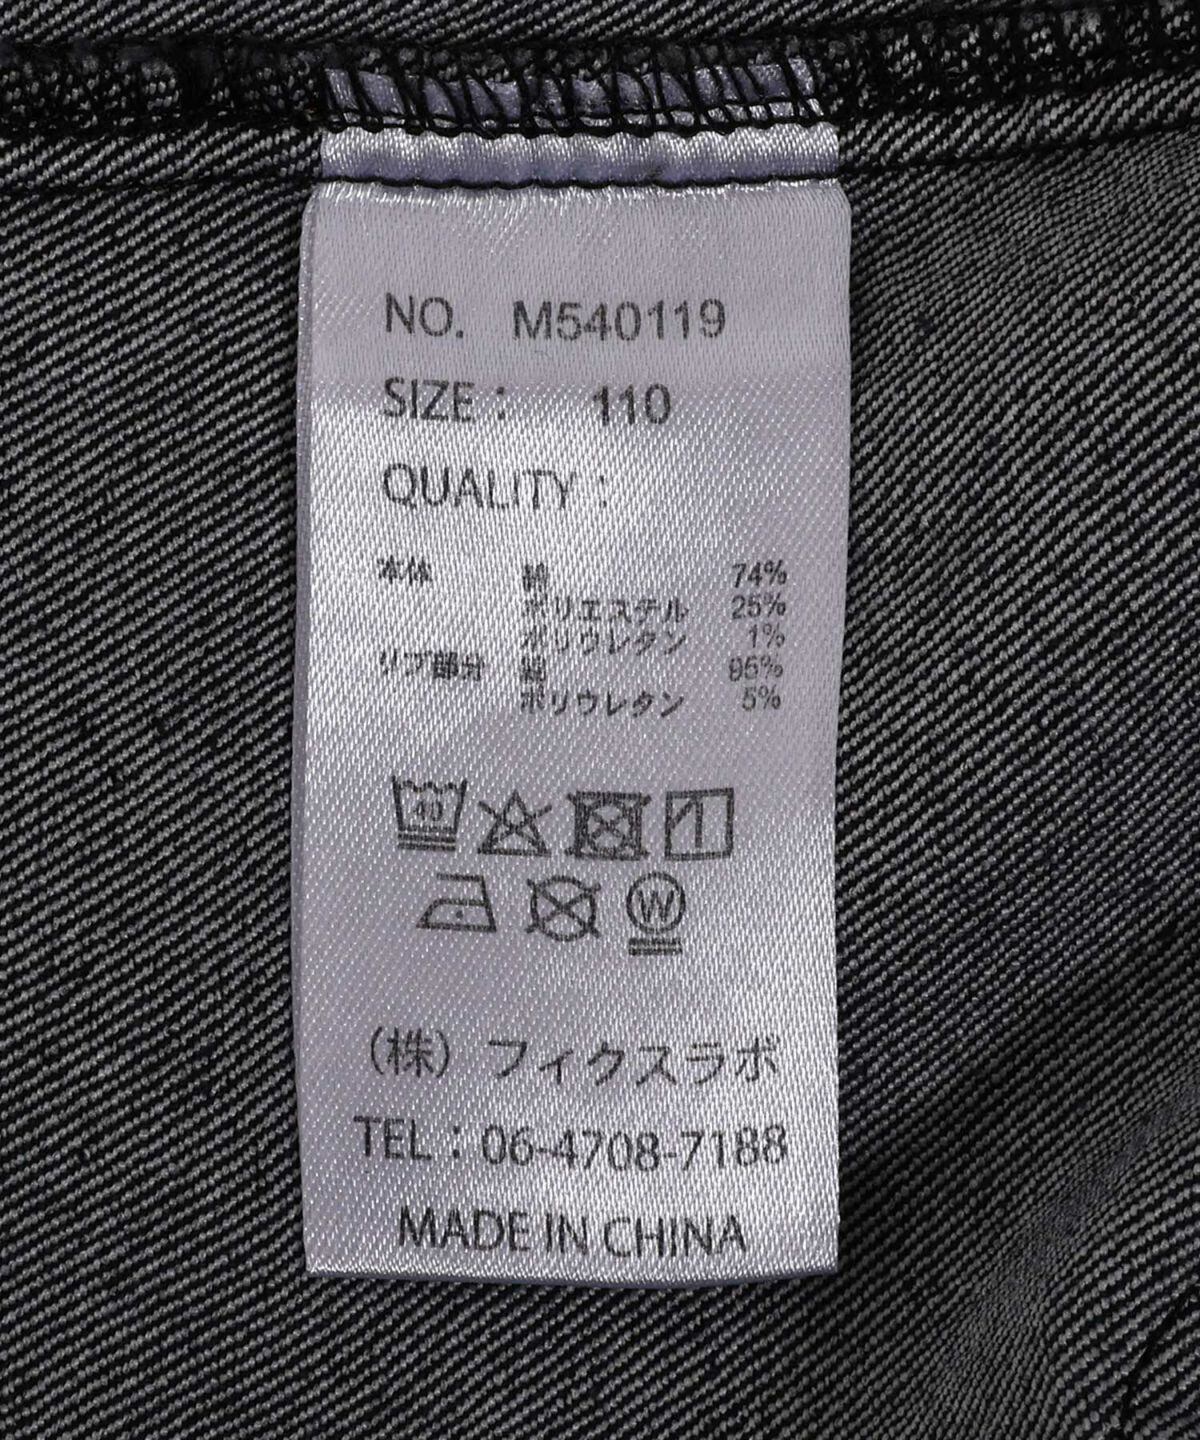 NO. M540119
SIZE： 110
QUALITY：
本体 綿 74%
ポリエステル 25%
ポリウレタン 1%
リブ部分 綿 95%
ポリウレタン 5%
40
1
W
(株) フィクスラボ
TEL：06-4708-7188
MADE IN CHINA